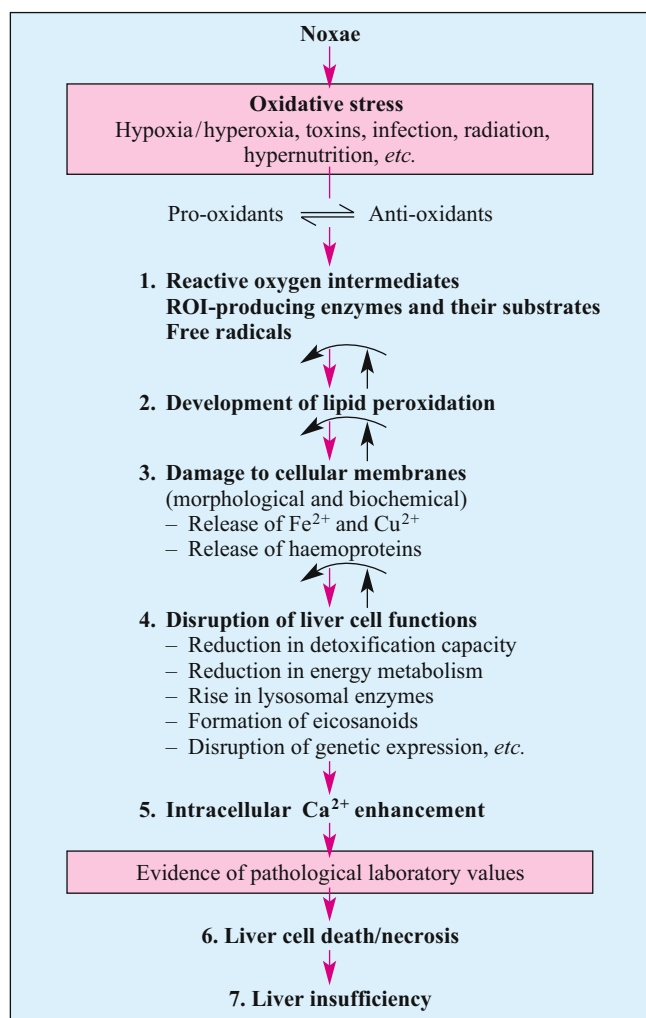 Noxae
Oxidative stress
Hypoxia/hyperoxia, toxins, infection, radiation,
hypernutrition, etc.
Pro-oxidants ⇌ Anti-oxidants
1. Reactive oxygen intermediates
ROI-producing enzymes and their substrates
Free radicals
2. Development of lipid peroxidation
3. Damage to cellular membranes
(morphological and biochemical)
– Release of Fe²⁺ and Cu²⁺
– Release of haemoproteins
4. Disruption of liver cell functions
– Reduction in detoxification capacity
– Reduction in energy metabolism
– Rise in lysosomal enzymes
– Formation of eicosanoids
– Disruption of genetic expression, etc.
5. Intracellular Ca²⁺ enhancement
Evidence of pathological laboratory values
6. Liver cell death/necrosis
7. Liver insufficiency